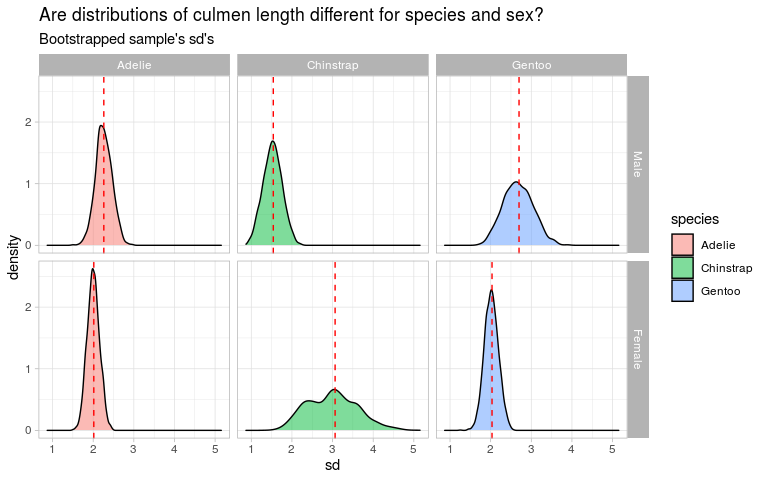 Are distributions of culmen length different for species and sex?
Bootstrapped sample's sd's
Adelie
Chinstrap
Gentoo
2
1
0
Male
density
2
1
0
Female
1 2 3 4 5
1 2 3 4 5
1 2 3 4 5
sd
species
Adelie
Chinstrap
Gentoo